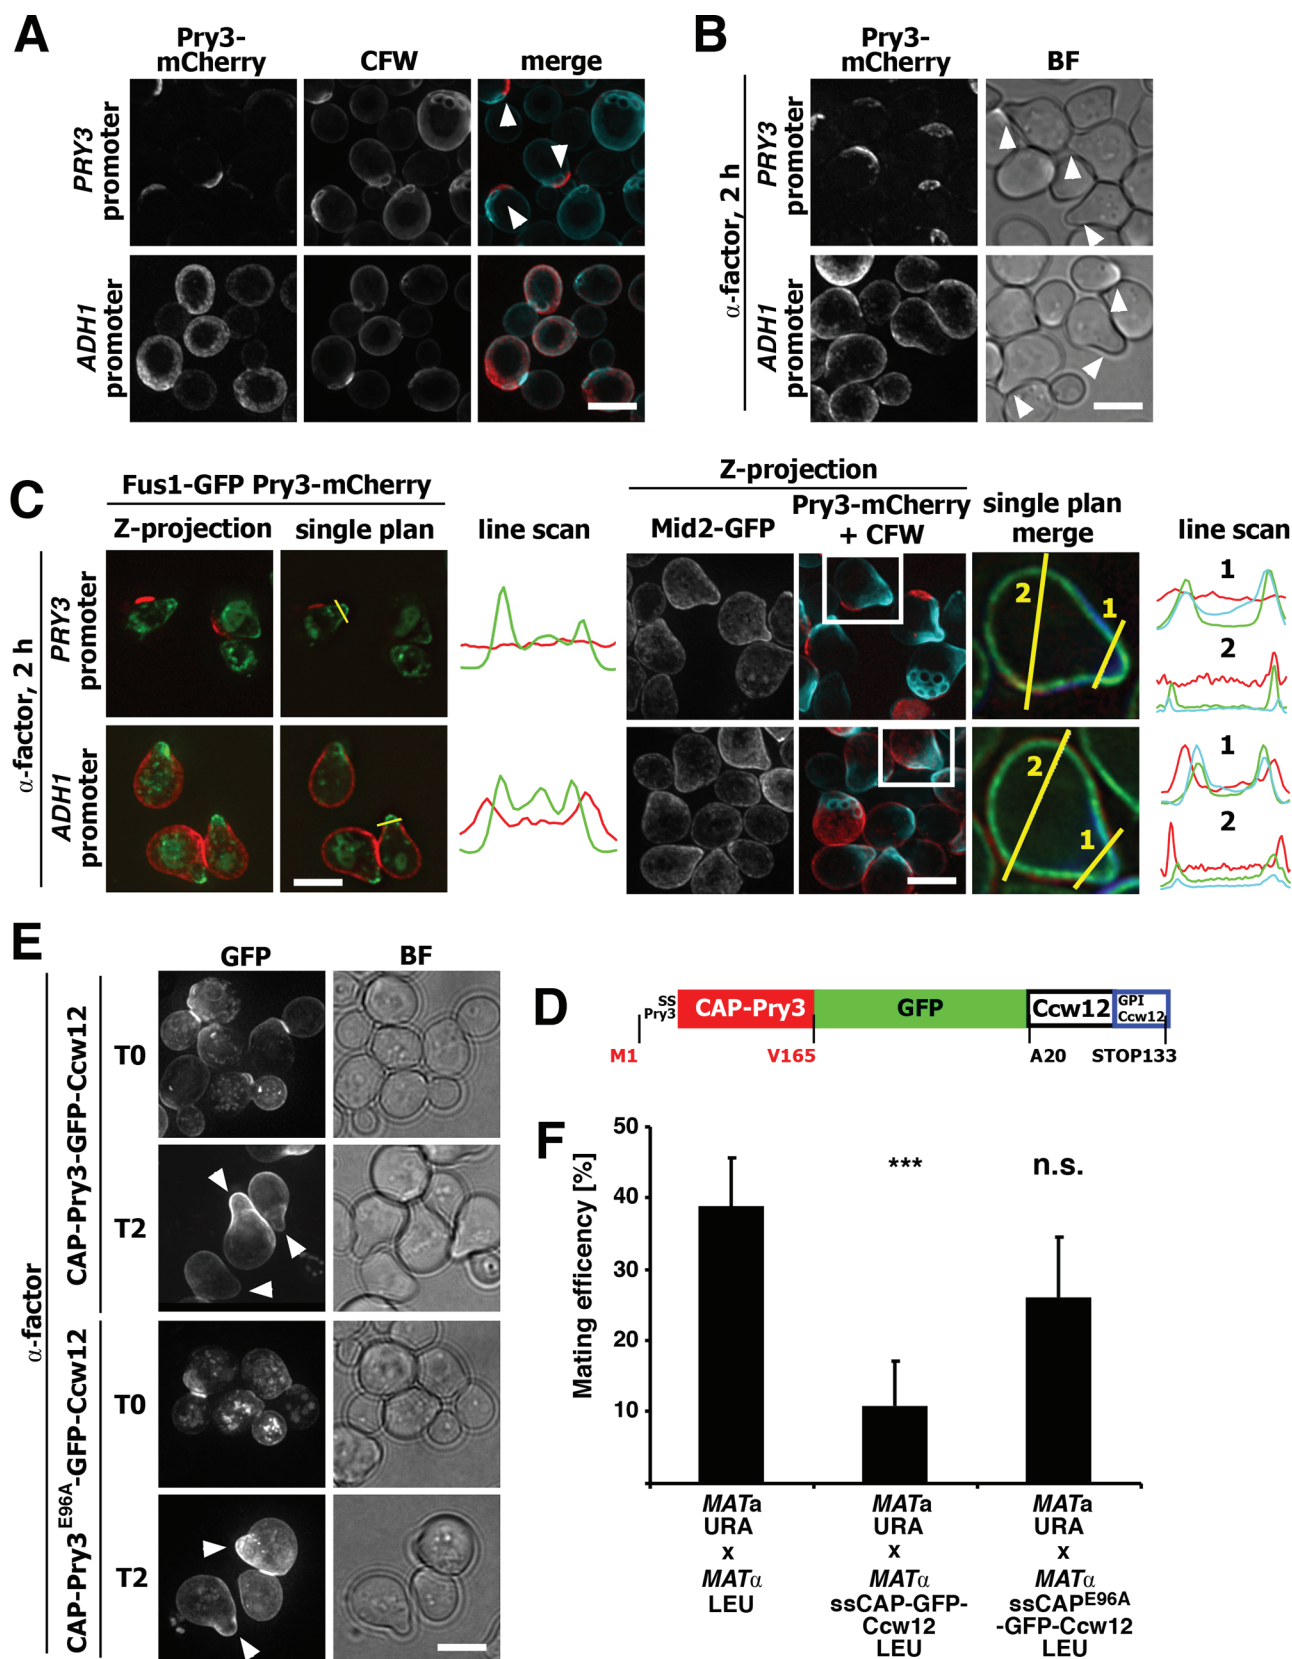 A
Pry3-
mCherry
CFW
merge
PRY3
promoter
ADH1
promoter
B
Pry3-
mCherry
BF
α-factor, 2 h
PRY3
promoter
ADH1
promoter
C
Fus1-GFP Pry3-mCherry
Z-projection
single plan
line scan
Z-projection
Mid2-GFP
Pry3-mCherry
+ CFW
single plan
merge
line scan
α-factor, 2 h
PRY3
promoter
ADH1
promoter
2
1
1
2
2
1
1
2
E
GFP
BF
α-factor
CAP-Pry3-GFP-Ccw12
T0
T2
CAP-Pry3E96A-GFP-Ccw12
T0
T2
D
SS
Pry3
CAP-Pry3
GFP
Ccw12
GPI
Ccw12
M1
V165
A20
STOP133
F
Mating efficency [%]
50
40
30
20
10
***
n.s.
MATa
URA
x
MATα
LEU
MATa
URA
x
MATα
ssCAP-GFP-
Ccw12
LEU
MATa
URA
x
MATα
ssCAPE96A
-GFP-Ccw12
LEU